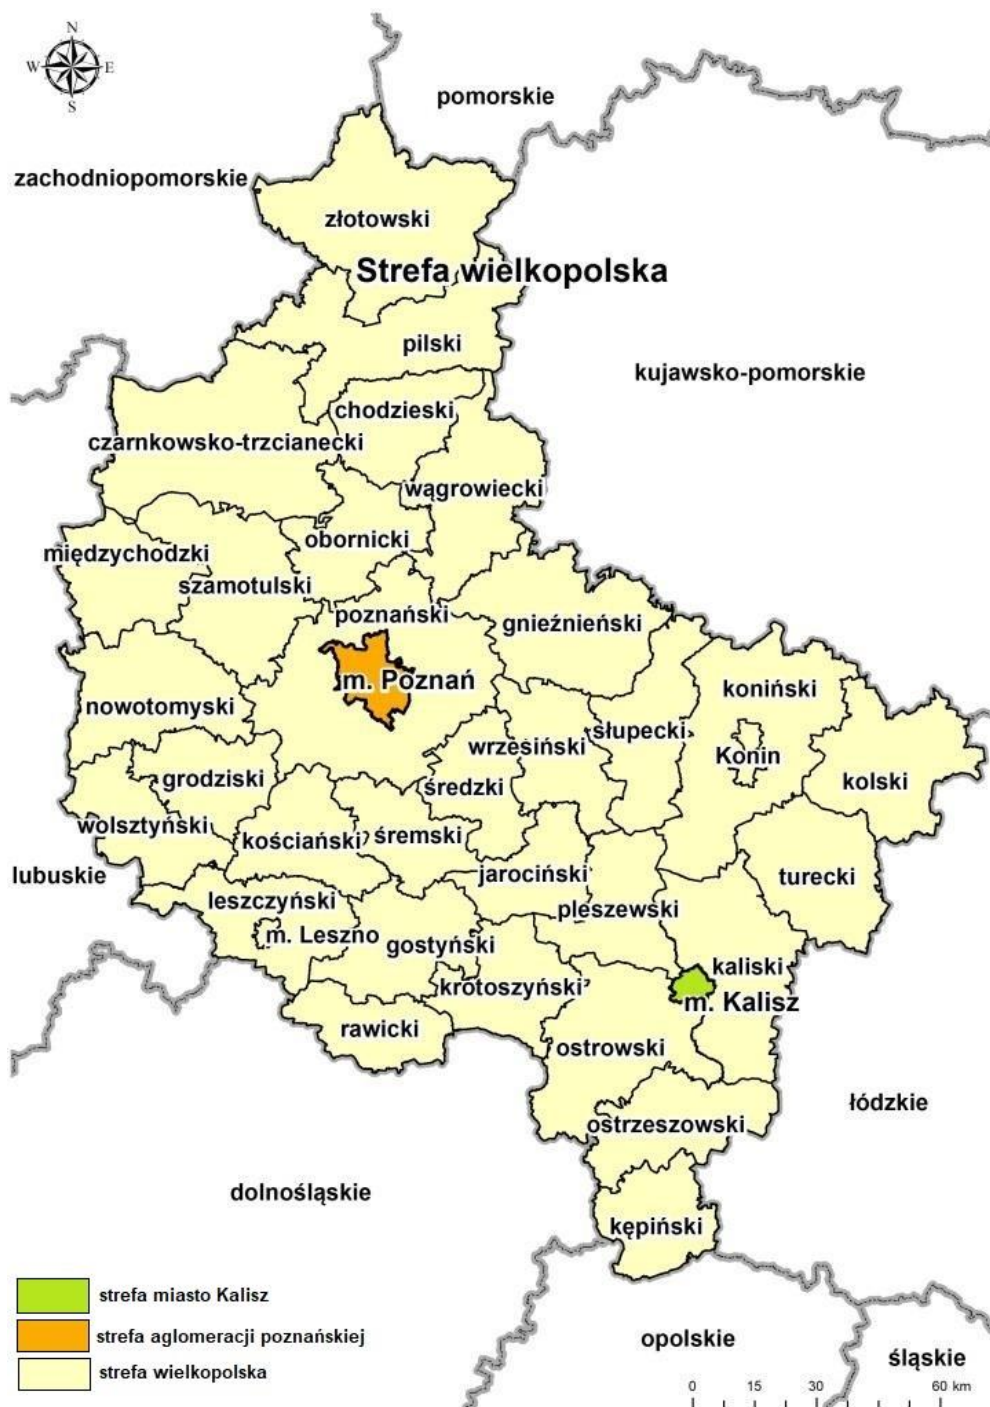 N
W E
S
pomorskie
zachodniopomorskie
złotowski
Strefa wielkopolska
pilski
kujawsko-pomorskie
chodzieski
czarnkowsko-trzcianecki
wągrowiecki
obornicki
międzychodzki
szamotulski
poznański
gnieźnieński
m. Poznań
koniński
nowotomyski
słupecki
wrzesiński
Konin
grodziski
średzki
kolski
wolsztyński
śremski
kościański
lubuskie
jarociński
turecki
leszczyński
pleszewski
m. Leszno
gostyński
kaliski
krotoszyński
m. Kalisz
rawicki
ostrowski
łódzkie
ostrzeszowski
dolnośląskie
kępiński
strefa miasto Kalisz
strefa aglomeracji poznańskiej
opolskie
śląskie
strefa wielkopolska
0 15 30 60 km